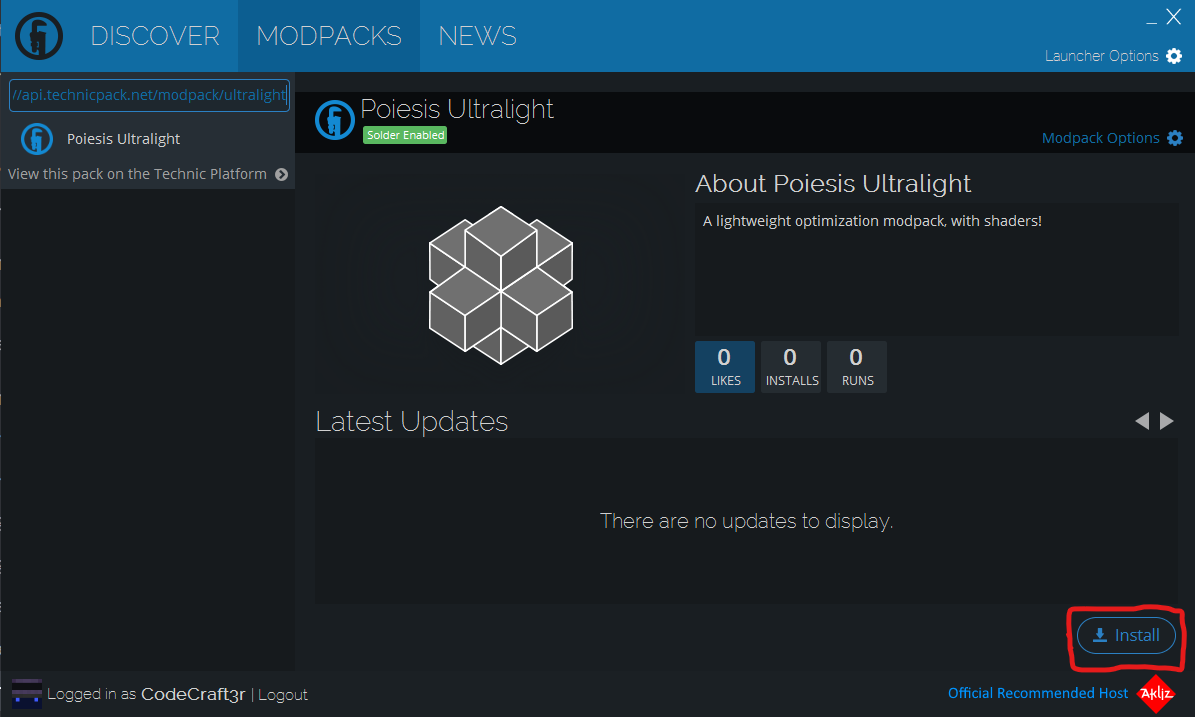 DISCOVER
MODPACKS
NEWS
Launcher Options
//api.technicpack.net/modpack/ultralight
Poiesis Ultralight
View this pack on the Technic Platform
Poiesis Ultralight
Solder Enabled
Modpack Options
About Poiesis Ultralight
A lightweight optimization modpack, with shaders!
0
LIKES
0
INSTALLS
0
RUNS
Latest Updates
There are no updates to display.
Install
Logged in as CodeCraft3r | Logout
Official Recommended Host
Akliz